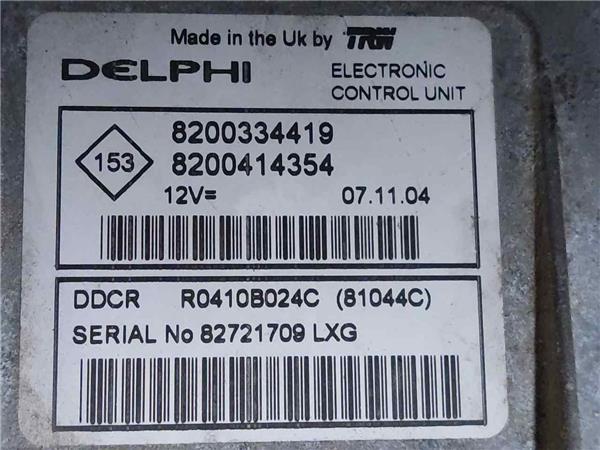 Made in the Uk by TRW
DELPHI ELECTRONIC
CONTROL UNIT
153
8200334419
8200414354
12V= 07.11.04
DDCR R0410B024C (81044C)
SERIAL No 82721709 LXG